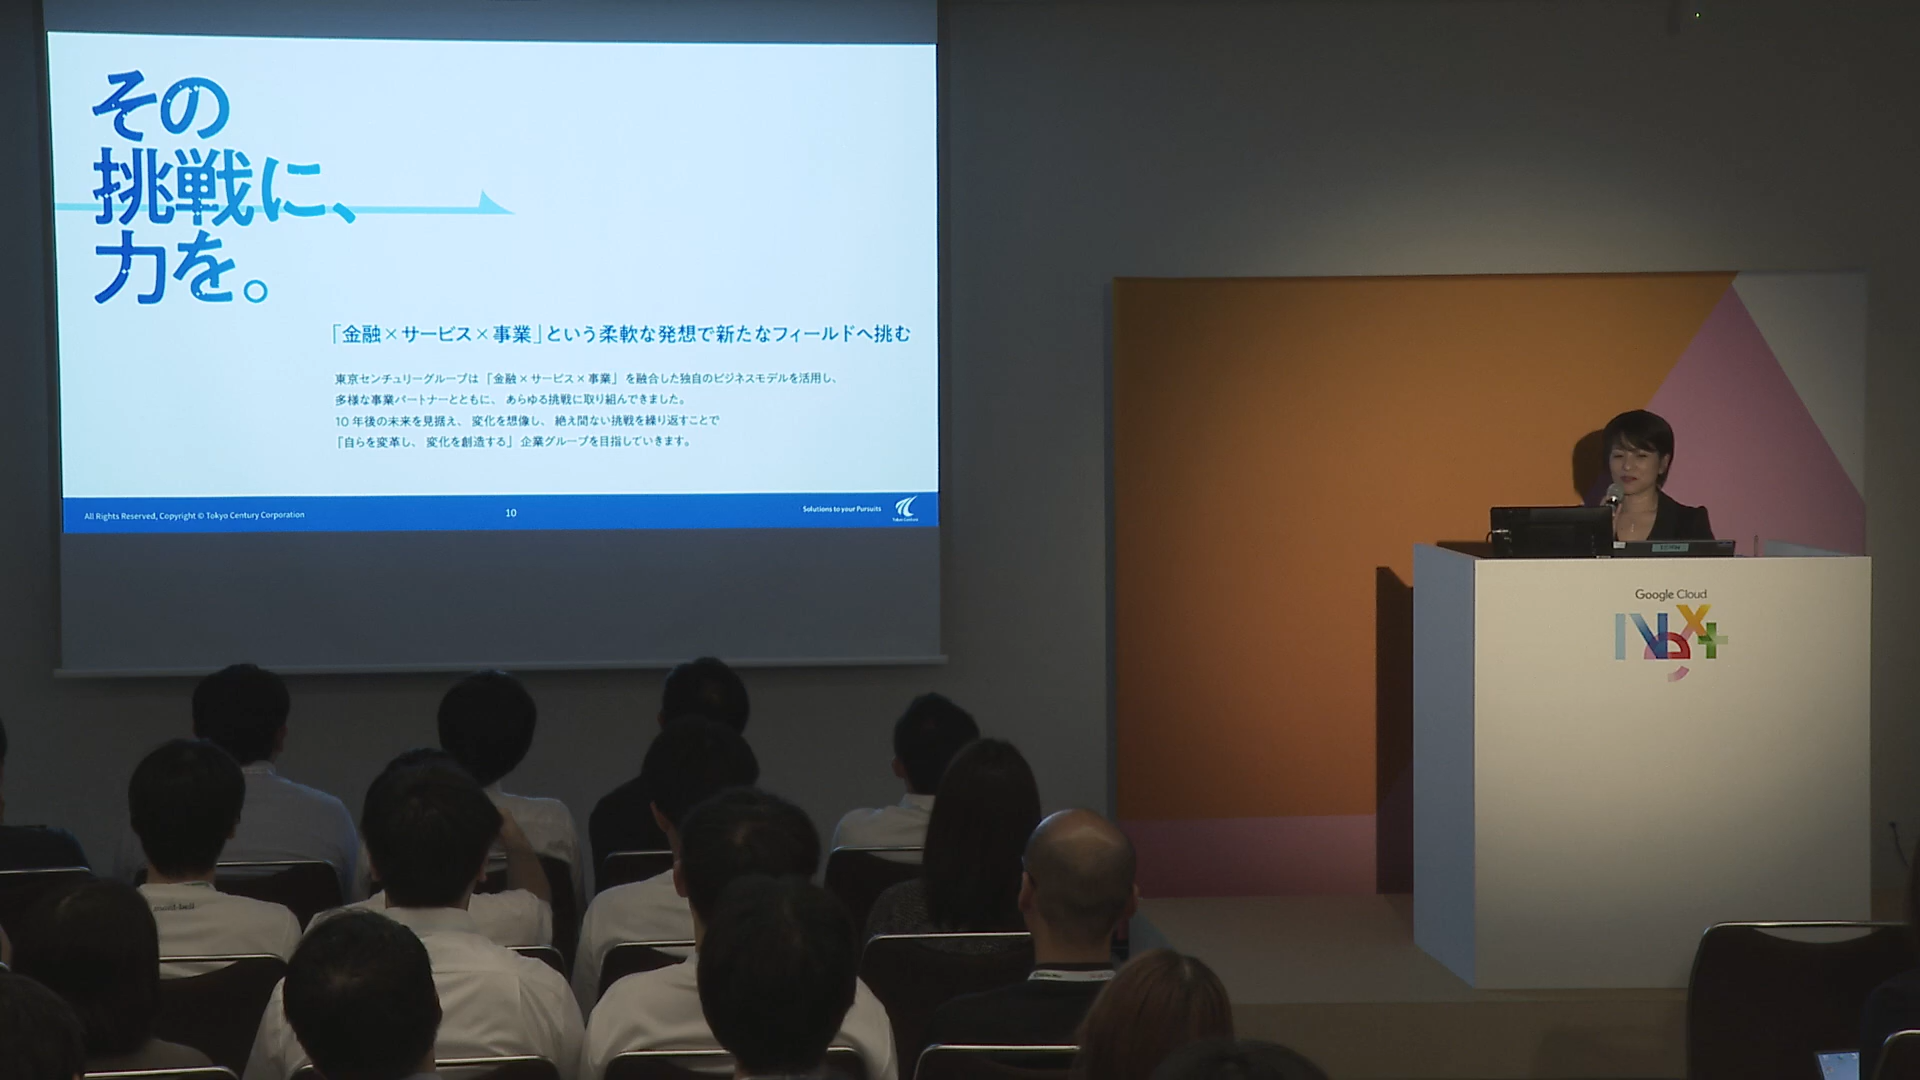 その
挑戦に、
力を。
「金融×サービス×事業」という柔軟な発想で新たなフィールドへ挑む
東京センチュリーグループは「金融×サービス×事業」を融合した独自のビジネスモデルを活用し、
多様な事業パートナーとともに、あらゆる挑戦に取り組んできました。
10年後の未来を見据え、変化を想像し、絶え間ない挑戦を繰り返すことで
「自らを変革し、変化を創造する」企業グループを目指していきます。
All Rights Reserved, Copyright © Tokyo Century Corporation
10
Solutions to your Pursuits
Tokyo Century
Google Cloud
Next
mont-bell